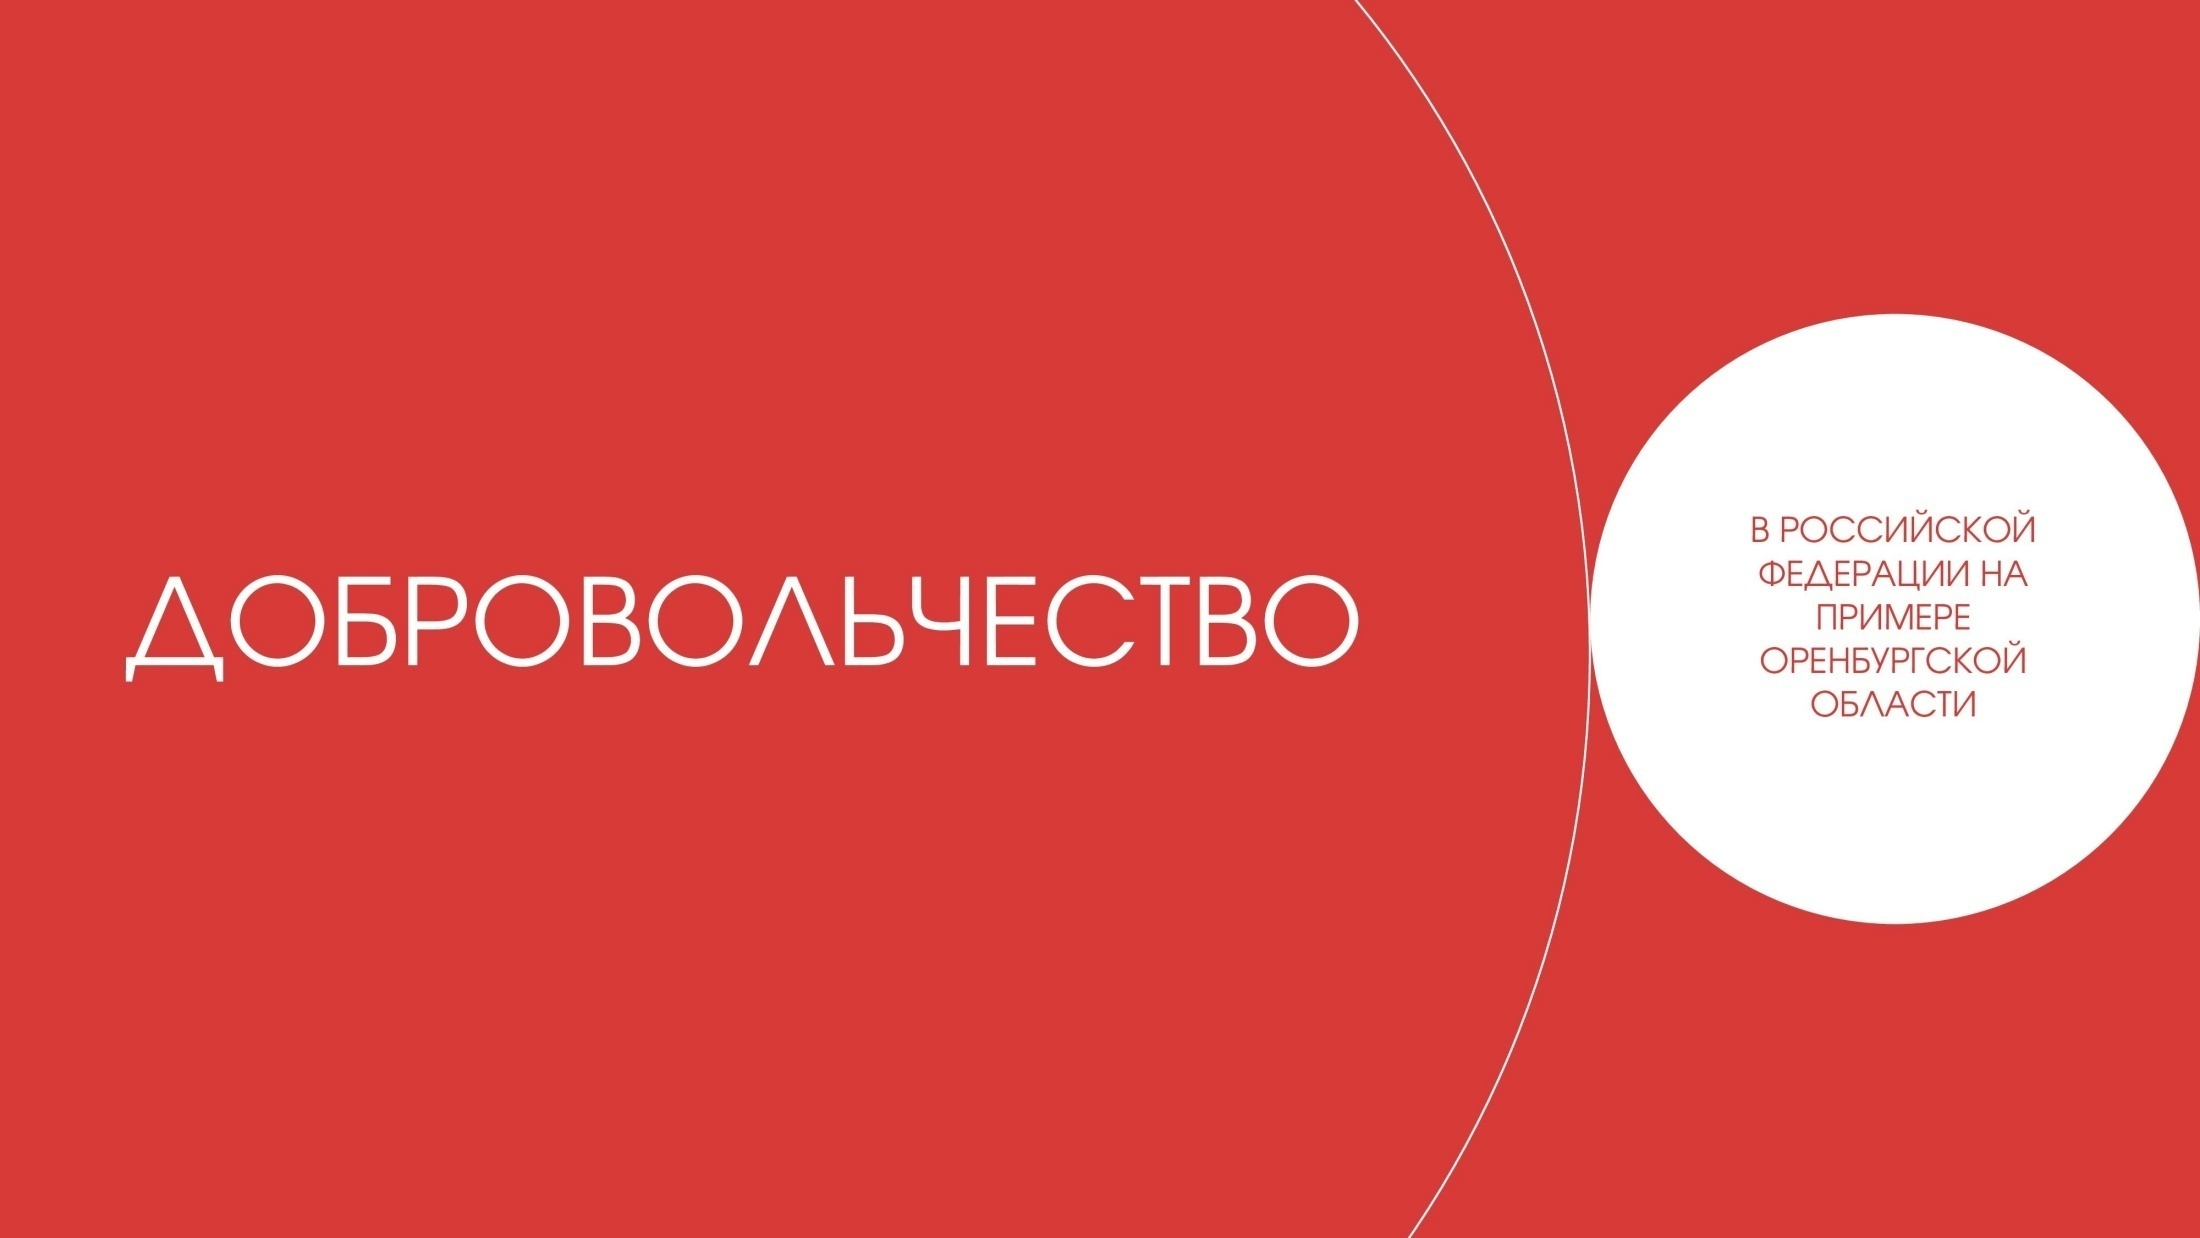 ДОБРОВОЛЬЧЕСТВО
В РОССИЙСКОЙ
ФЕДЕРАЦИИ НА
ПРИМЕРЕ
ОРЕНБУРГСКОЙ
ОБЛАСТИ